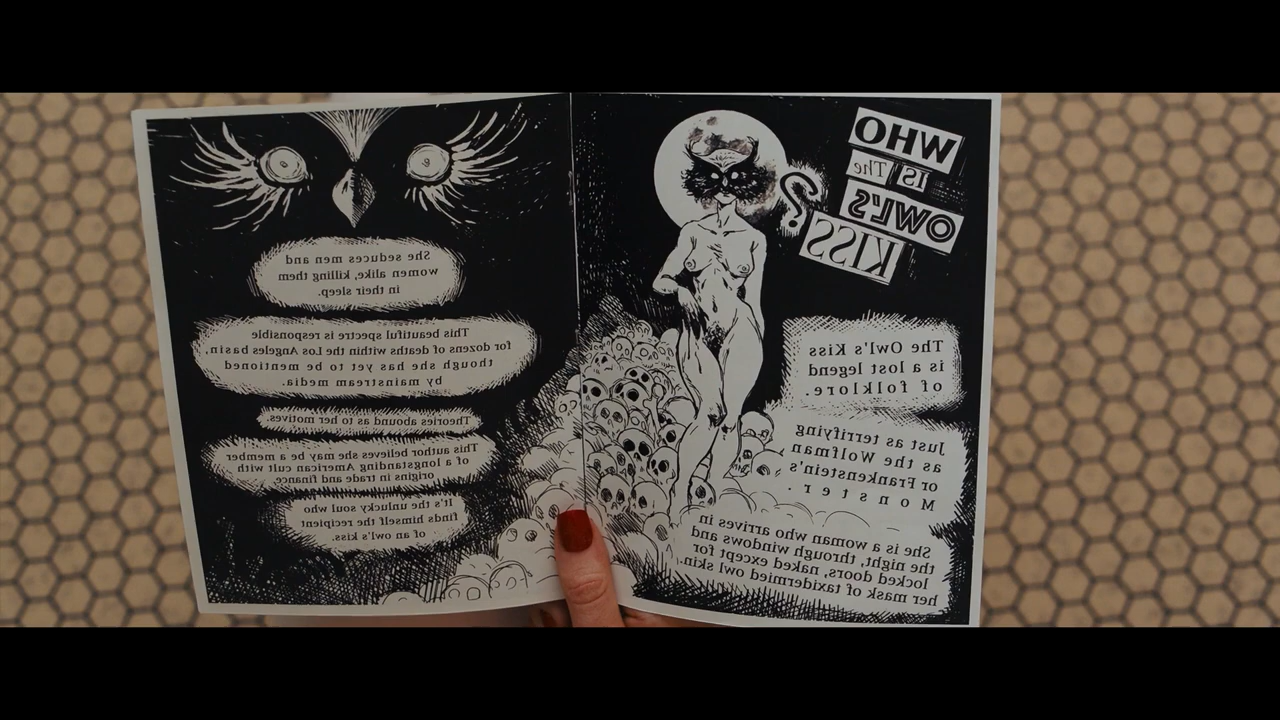 WHO
IS The
OWL'S
KISS ?
The Owl's Kiss
is a lost legend
of folklore.
Just as terrifying
as the Wolfman
or Frankenstein's
Monster.
She is a woman who arrives in
the night, through windows and
locked doors, naked except for
her mask of taxidermied owl skin.
She seduces men and
women alike, killing them
in their sleep.
This beautiful spectre is responsible
for dozens of deaths within the Los Angeles basin,
though she has yet to be mentioned
by mainstream media.
Theories abound as to her motives.
This author believes she may be a member
of a longstanding American cult with
origins in trade and finance.
It's the unlucky soul who
finds himself the recipient
of an owl's kiss.